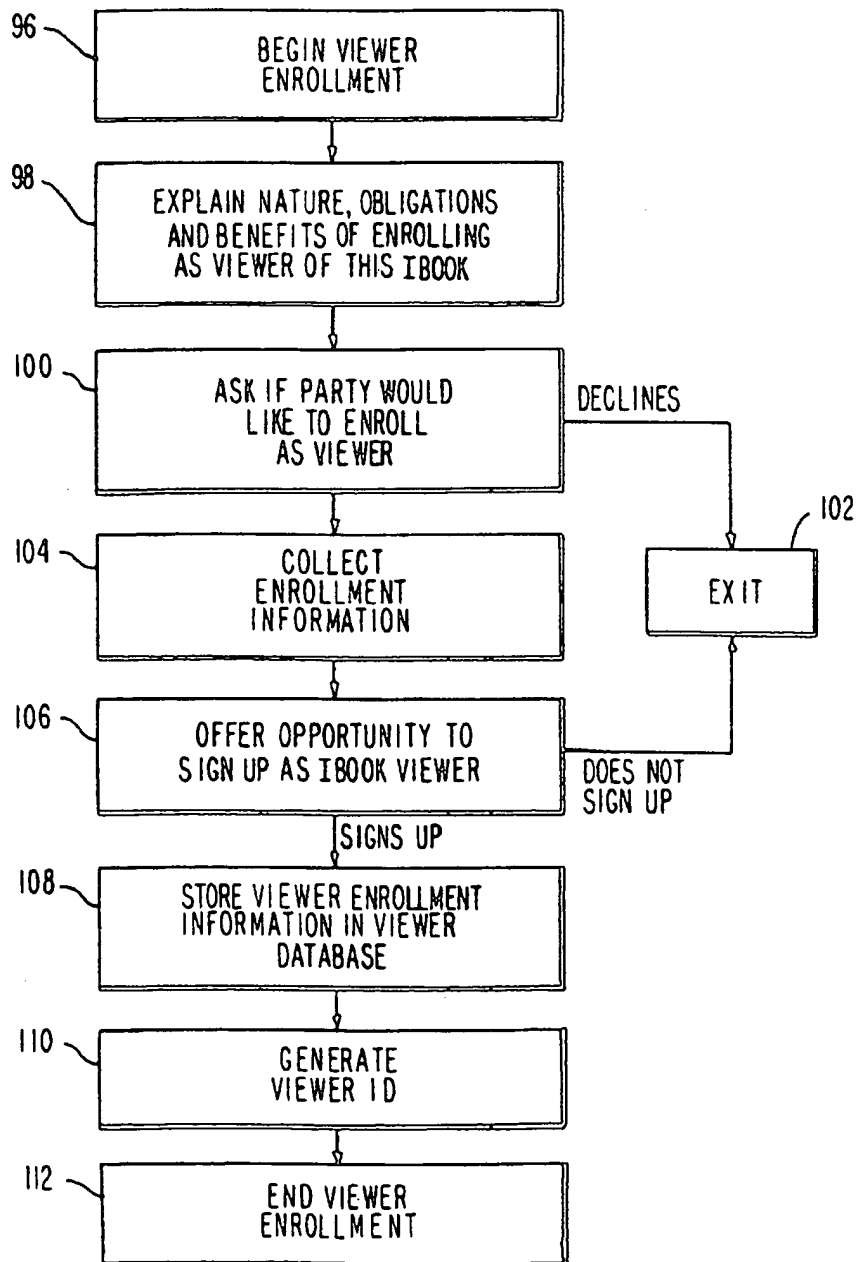 96
BEGIN VIEWER
ENROLLMENT
98
EXPLAIN NATURE, OBLIGATIONS
AND BENEFITS OF ENROLLING
AS VIEWER OF THIS IBOOK
100
ASK IF PARTY WOULD
LIKE TO ENROLL
AS VIEWER
DECLINES
102
EXIT
104
COLLECT
ENROLLMENT
INFORMATION
106
OFFER OPPORTUNITY TO
SIGN UP AS IBOOK VIEWER
DOES NOT
SIGN UP
SIGNS UP
108
STORE VIEWER ENROLLMENT
INFORMATION IN VIEWER
DATABASE
110
GENERATE
VIEWER ID
112
END VIEWER
ENROLLMENT